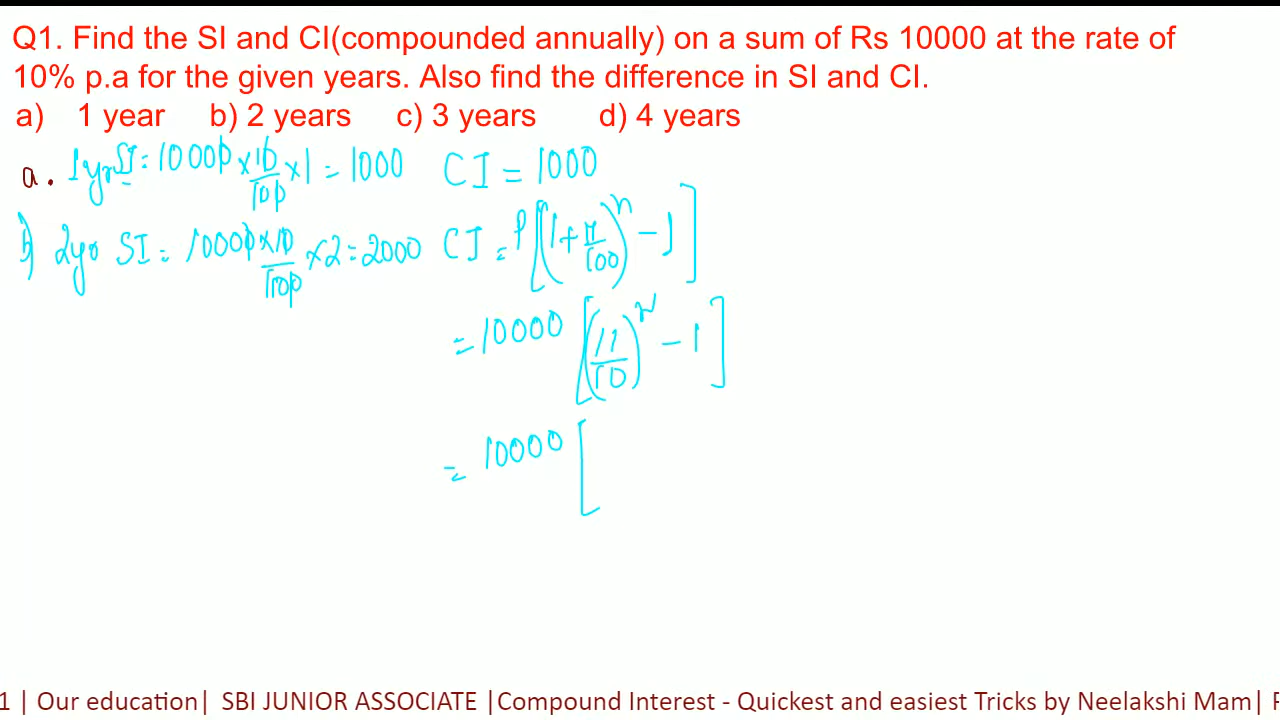 Q1. Find the SI and CI(compounded annually) on a sum of Rs 10000 at the rate of
10% p.a for the given years. Also find the difference in SI and CI.
a) 1 year b) 2 years c) 3 years d) 4 years
a. 1yr SI = 10000 × 10/100 × 1 = 1000 CI = 1000
b) 2yr SI = 10000 × 10/100 × 2 = 2000 CI = P[(1 + r/100)^n - 1]
= 10000 [(11/10)^2 - 1]
= 10000 [
1 | Our education| SBI JUNIOR ASSOCIATE |Compound Interest - Quickest and easiest Tricks by Neelakshi Mam|